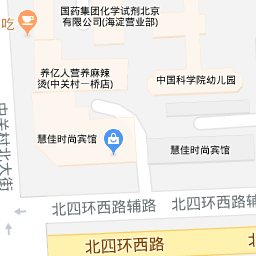 国药集团化学试剂北京
有限公司(海淀营业部)
吃
养亿人营养麻辣
烫(中关村一桥店)
中国科学院幼儿园
中关村北大街
慧佳时尚宾馆
慧佳时尚宾馆
北四环西路辅路
北四环西路辅
北四环西路
北四